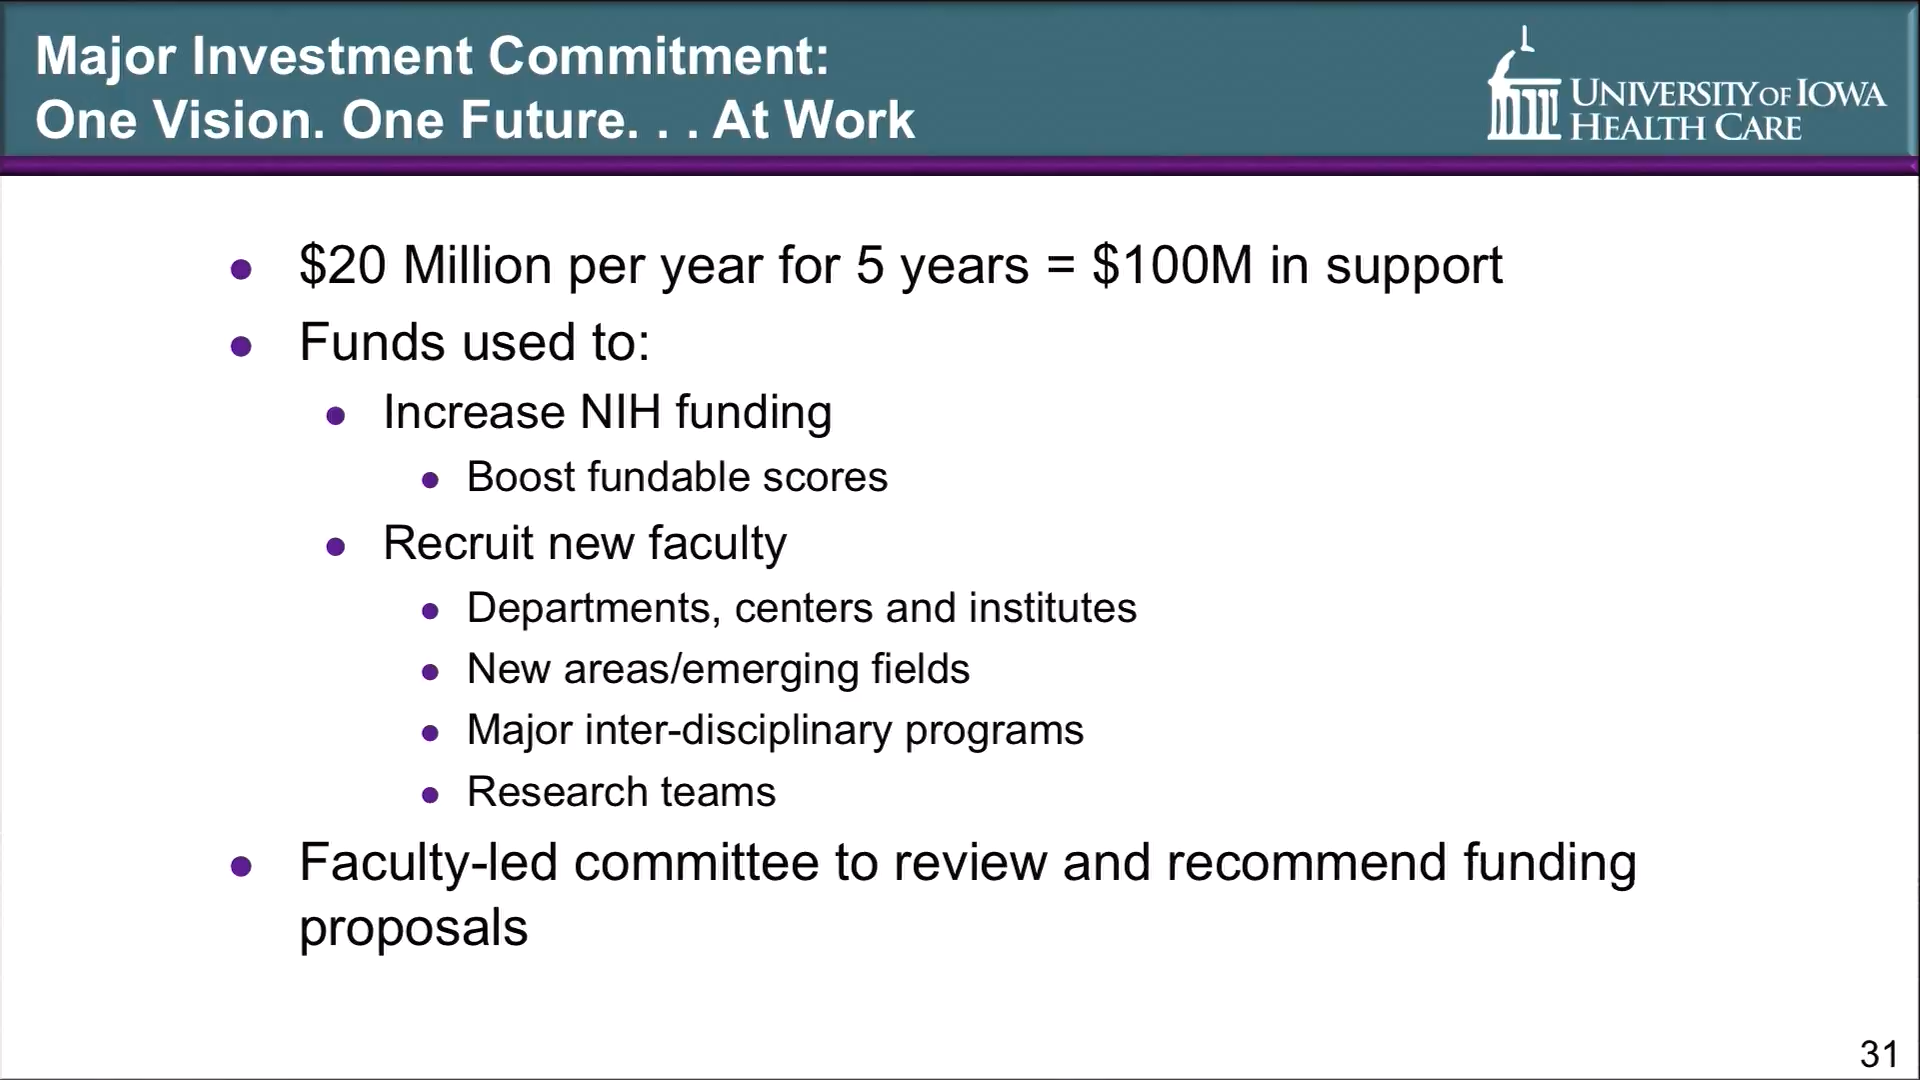 Major Investment Commitment:
One Vision. One Future. . . At Work
UNIVERSITY OF IOWA
HEALTH CARE
● $20 Million per year for 5 years = $100M in support
● Funds used to:
● Increase NIH funding
● Boost fundable scores
● Recruit new faculty
● Departments, centers and institutes
● New areas/emerging fields
● Major inter-disciplinary programs
● Research teams
● Faculty-led committee to review and recommend funding
proposals
31